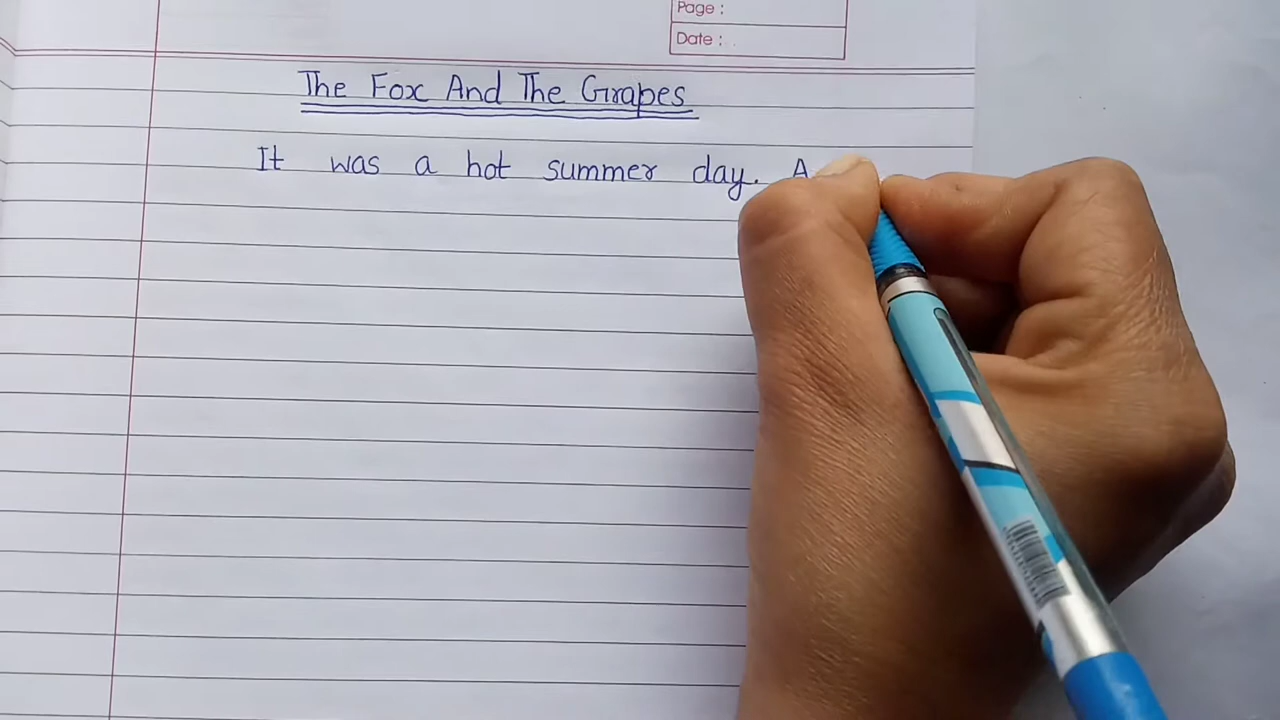 Page :
Date :
The Fox And The Grapes
It was a hot summer day. A